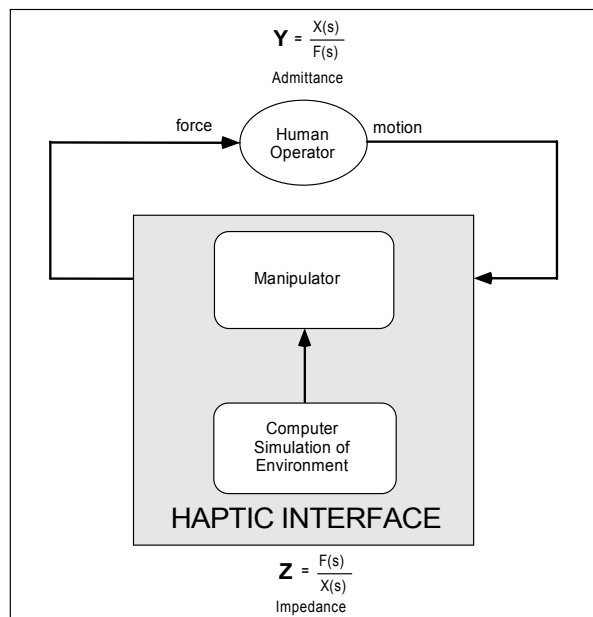 Y = X(s)/F(s)
Admittance
force
Human
Operator
motion
Manipulator
Computer
Simulation of
Environment
HAPTIC INTERFACE
Z = F(s)/X(s)
Impedance